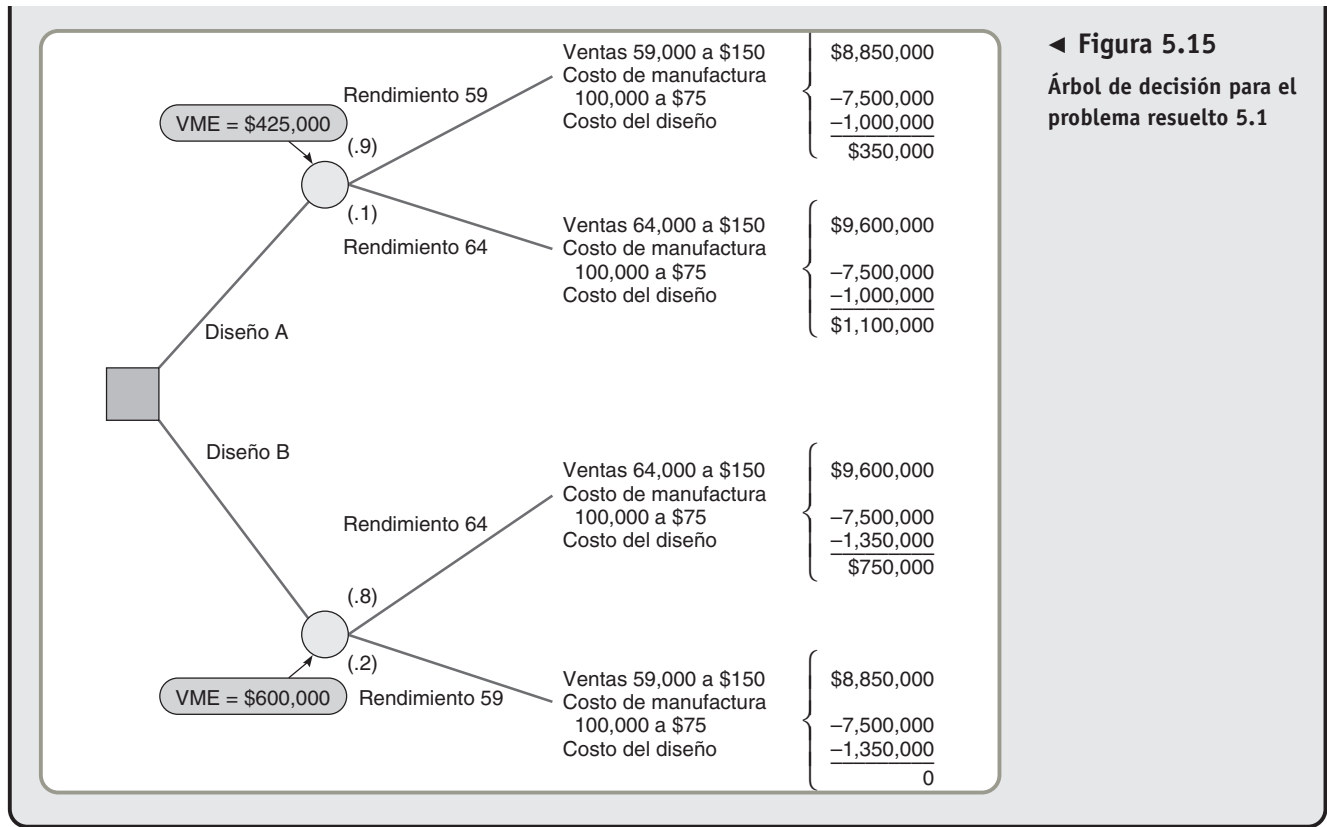 ◄ Figura 5.15
Árbol de decisión para el
problema resuelto 5.1
Ventas 59,000 a $150 $8,850,000
Costo de manufactura
100,000 a $75 –7,500,000
Costo del diseño –1,000,000
$350,000
Rendimiento 59
VME = $425,000
(.9)
(.1)
Rendimiento 64
Ventas 64,000 a $150 $9,600,000
Costo de manufactura
100,000 a $75 –7,500,000
Costo del diseño –1,000,000
$1,100,000
Diseño A
Diseño B
Ventas 64,000 a $150 $9,600,000
Costo de manufactura
100,000 a $75 –7,500,000
Costo del diseño –1,350,000
$750,000
Rendimiento 64
(.8)
(.2)
VME = $600,000
Rendimiento 59
Ventas 59,000 a $150 $8,850,000
Costo de manufactura
100,000 a $75 –7,500,000
Costo del diseño –1,350,000
0